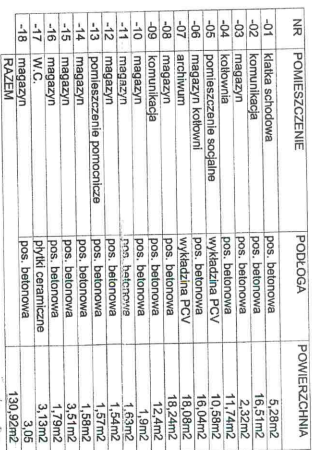 NR POMIESZCZENIE PODŁOGA POWIERZCHNIA
-01 klatka schodowa pos. betonowa 5,28m2
-02 komunikacja pos. betonowa 16,51m2
-03 magazyn pos. betonowa 2,32m2
-04 kotłownia pos. betonowa 11,74m2
-05 pomieszczenie socjalne wykładzina PCV 10,58m2
-06 magazyn kotłowni pos. betonowa 16,04m2
-07 archiwum wykładzina PCV 18,08m2
-08 magazyn pos. betonowa 18,24m2
-09 komunikacja pos. betonowa 12,4m2
-10 magazyn pos. betonowa 1,9m2
-11 magazyn pos. betonowa 1,63m2
-12 magazyn pos. betonowa 1,54m2
-13 pomieszczenie pomocnicze pos. betonowa 1,57m2
-14 magazyn pos. betonowa 1,58m2
-15 magazyn pos. betonowa 3,51m2
-16 magazyn pos. betonowa 1,79m2
-17 W.C. płytki ceramiczne 3,13m2
-18 magazyn pos. betonowa 3,05
RAZEM 130,92m2